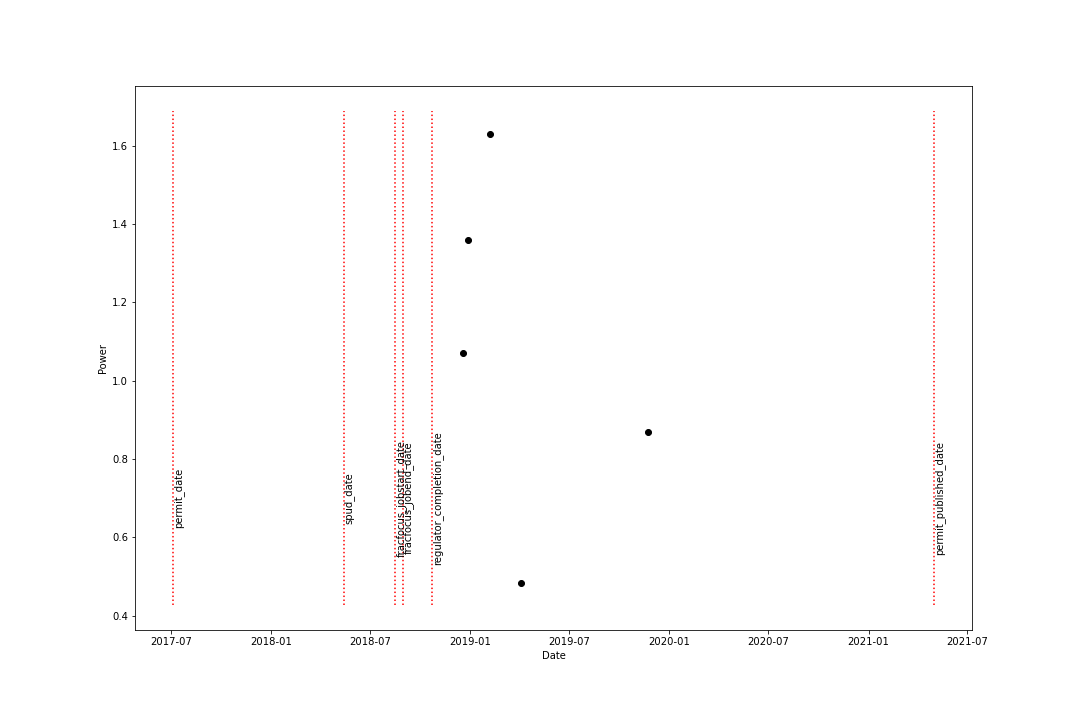 1.6
1.4
1.2
1.0
0.8
0.6
0.4
Power
permit_date
spud_date
fracfocus_jobstart_date
fracfocus_jobend_date
regulator_completion_date
permit_published_date
2017-07
2018-01
2018-07
2019-01
2019-07
2020-01
2020-07
2021-01
2021-07
Date